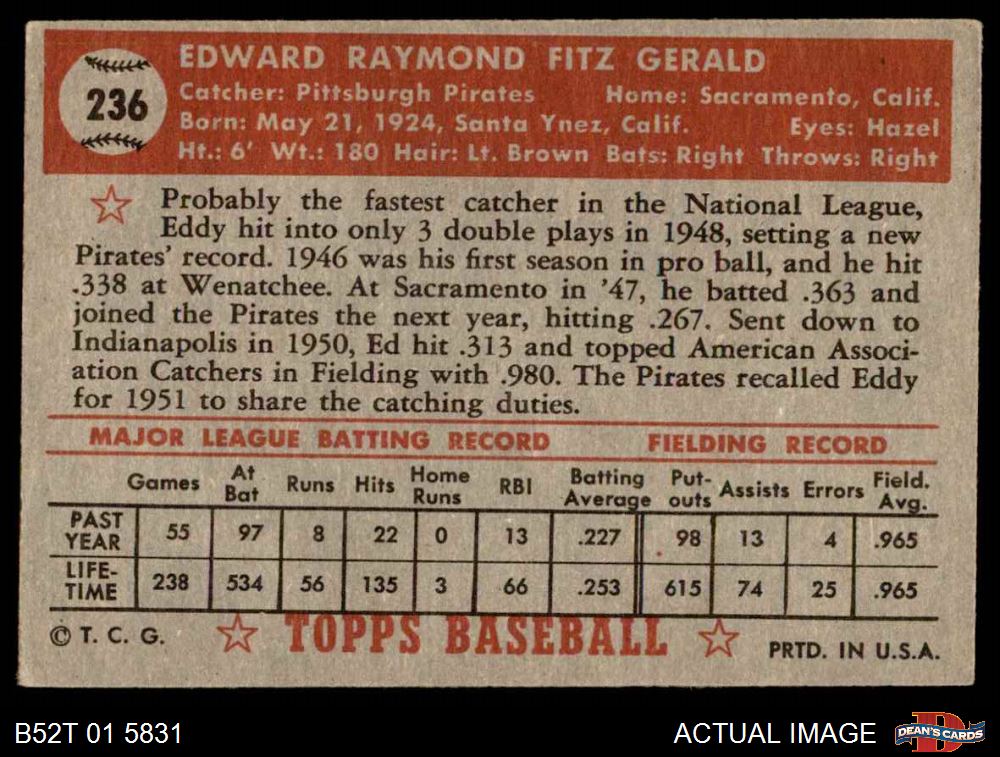 236
EDWARD RAYMOND FITZ GERALD
Catcher: Pittsburgh Pirates Home: Sacramento, Calif.
Born: May 21, 1924, Santa Ynez, Calif. Eyes: Hazel
Ht.: 6' Wt.: 180 Hair: Lt. Brown Bats: Right Throws: Right
Probably the fastest catcher in the National League,
Eddy hit into only 3 double plays in 1948, setting a new
Pirates' record. 1946 was his first season in pro ball, and he hit
.338 at Wenatchee. At Sacramento in '47, he batted .363 and
joined the Pirates the next year, hitting .267. Sent down to
Indianapolis in 1950, Ed hit .313 and topped American Associ-
ation Catchers in Fielding with .980. The Pirates recalled Eddy
for 1951 to share the catching duties.
MAJOR LEAGUE BATTING RECORD FIELDING RECORD
Games At Bat Runs Hits Home Runs RBI Batting Average Put-outs Assists Errors Field. Avg.
PAST YEAR 55 97 8 22 0 13 .227 98 13 4 .965
LIFE-TIME 238 534 56 135 3 66 .253 615 74 25 .965
© T. C. G. TOPPS BASEBALL PRTD. IN U.S.A.
B52T 01 5831 ACTUAL IMAGE DEAN'S CARDS